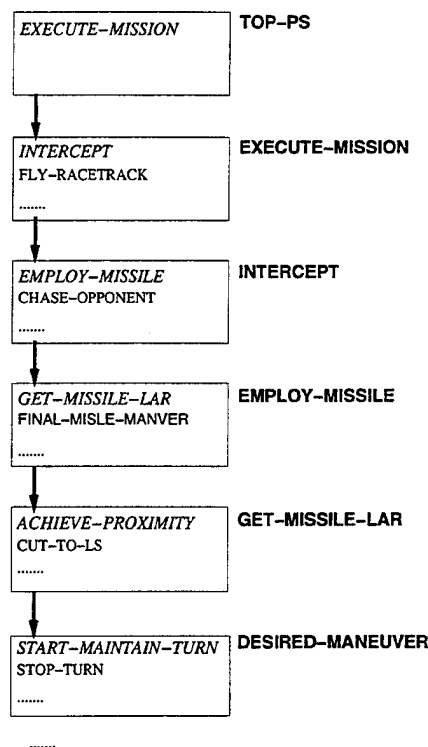 EXECUTE–MISSION
TOP–PS
INTERCEPT
FLY–RACETRACK
.......
EXECUTE–MISSION
EMPLOY–MISSILE
CHASE–OPPONENT
.......
INTERCEPT
GET–MISSILE–LAR
FINAL–MISLE–MANVER
.......
EMPLOY–MISSILE
ACHIEVE–PROXIMITY
CUT–TO–LS
.......
GET–MISSILE–LAR
START–MAINTAIN–TURN
STOP–TURN
.......
DESIRED–MANEUVER
.......